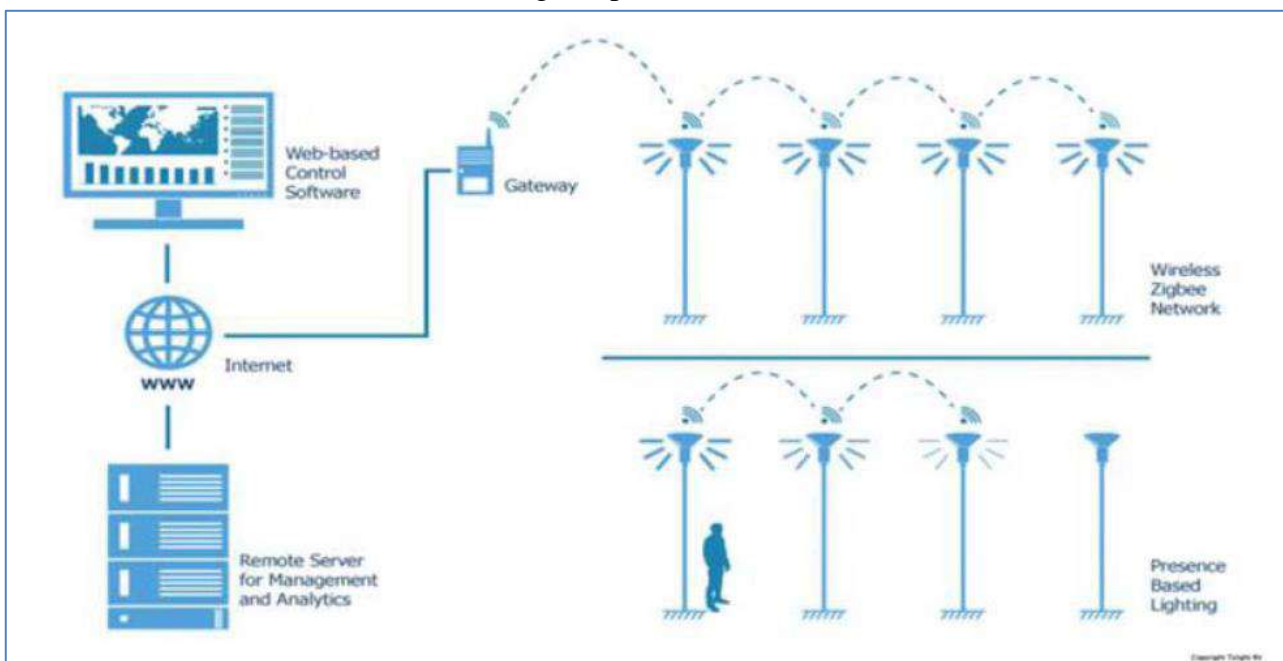 Web-based
Control
Software
Gateway
Internet
www
Remote Server
for Management
and Analytics
Wireless
Zigbee
Network
Presence
Based
Lighting